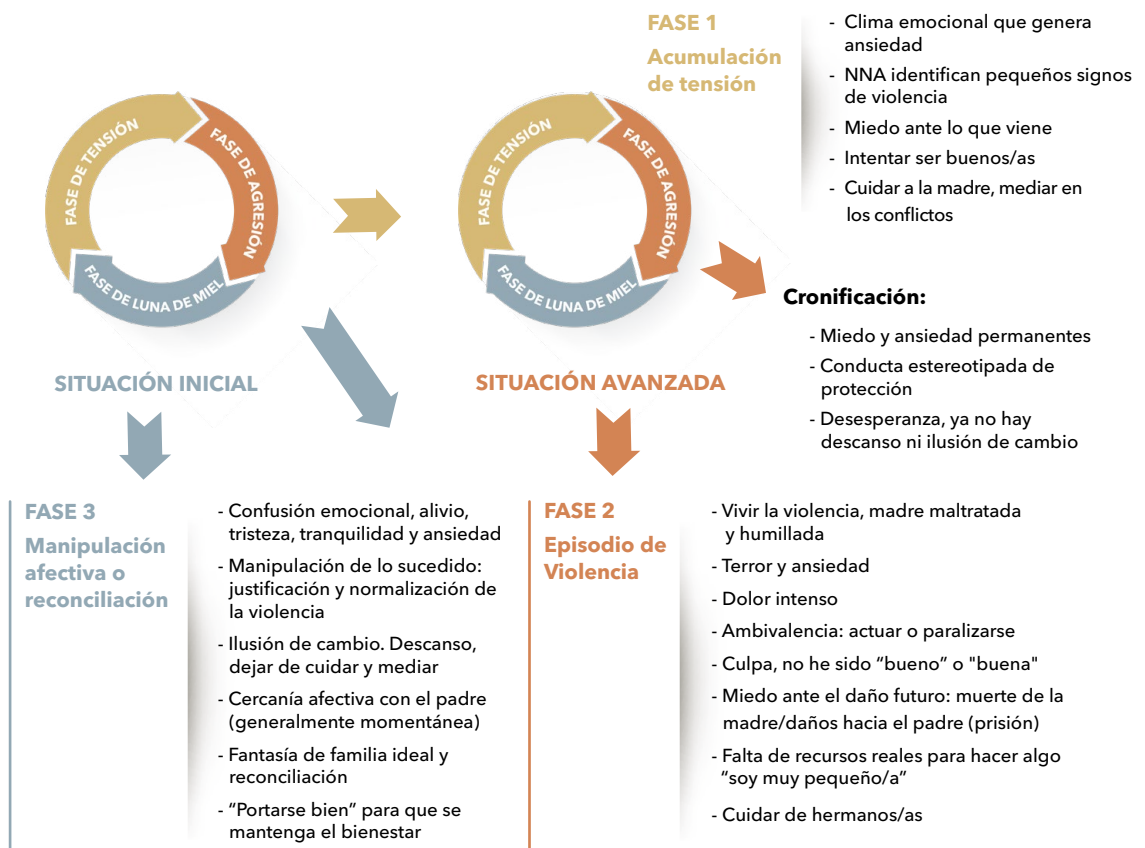 FASE 1
Acumulación
de tensión
- Clima emocional que genera
ansiedad
- NNA identifican pequeños signos
de violencia
- Miedo ante lo que viene
- Intentar ser buenos/as
- Cuidar a la madre, mediar en
los conflictos
FASE DE TENSIÓN
FASE DE AGRESIÓN
FASE DE LUNA DE MIEL
FASE DE TENSIÓN
FASE DE AGRESIÓN
FASE DE LUNA DE MIEL
SITUACIÓN INICIAL
SITUACIÓN AVANZADA
Cronificación:
- Miedo y ansiedad permanentes
- Conducta estereotipada de
protección
- Desesperanza, ya no hay
descanso ni ilusión de cambio
FASE 3
Manipulación
afectiva o
reconciliación
- Confusión emocional, alivio,
tristeza, tranquilidad y ansiedad
- Manipulación de lo sucedido:
justificación y normalización de
la violencia
- Ilusión de cambio. Descanso,
dejar de cuidar y mediar
- Cercanía afectiva con el padre
(generalmente momentánea)
- Fantasía de familia ideal y
reconciliación
- “Portarse bien” para que se
mantenga el bienestar
FASE 2
Episodio de
Violencia
- Vivir la violencia, madre maltratada
y humillada
- Terror y ansiedad
- Dolor intenso
- Ambivalencia: actuar o paralizarse
- Culpa, no he sido “bueno” o "buena"
- Miedo ante el daño futuro: muerte de la
madre/daños hacia el padre (prisión)
- Falta de recursos reales para hacer algo
“soy muy pequeño/a”
- Cuidar de hermanos/as